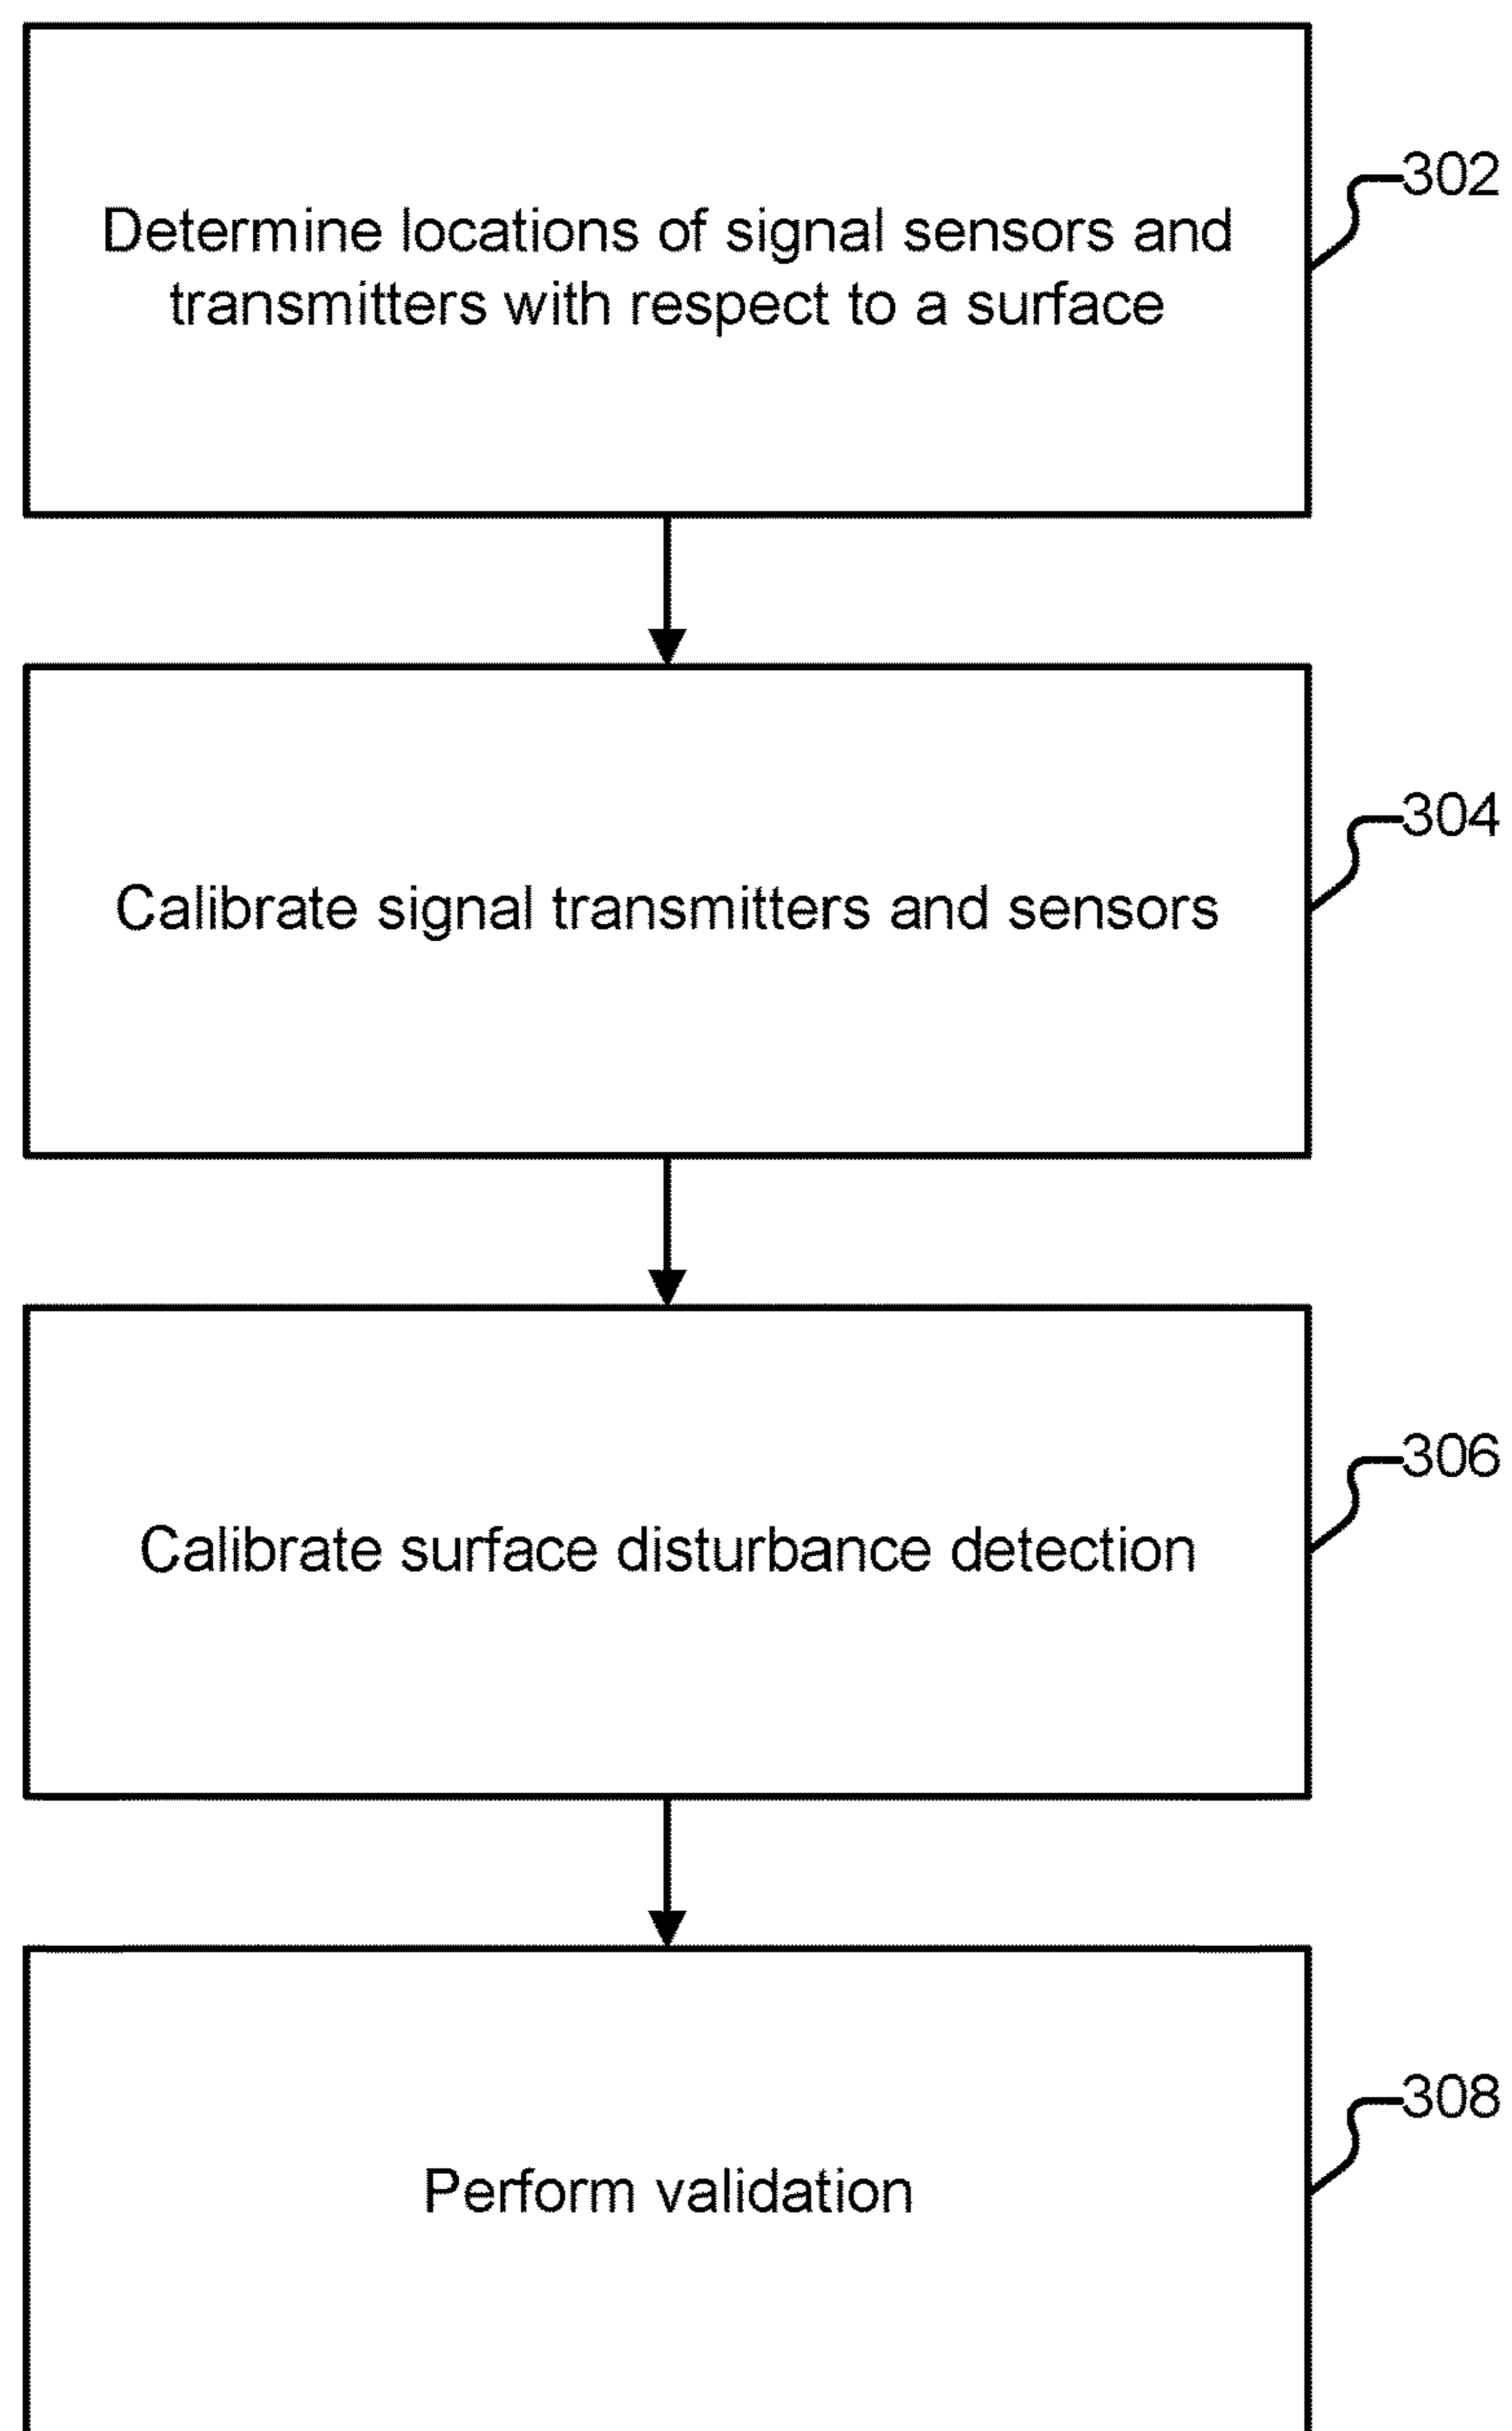 302
Determine locations of signal sensors and
transmitters with respect to a surface
304
Calibrate signal transmitters and sensors
306
Calibrate surface disturbance detection
308
Perform validation